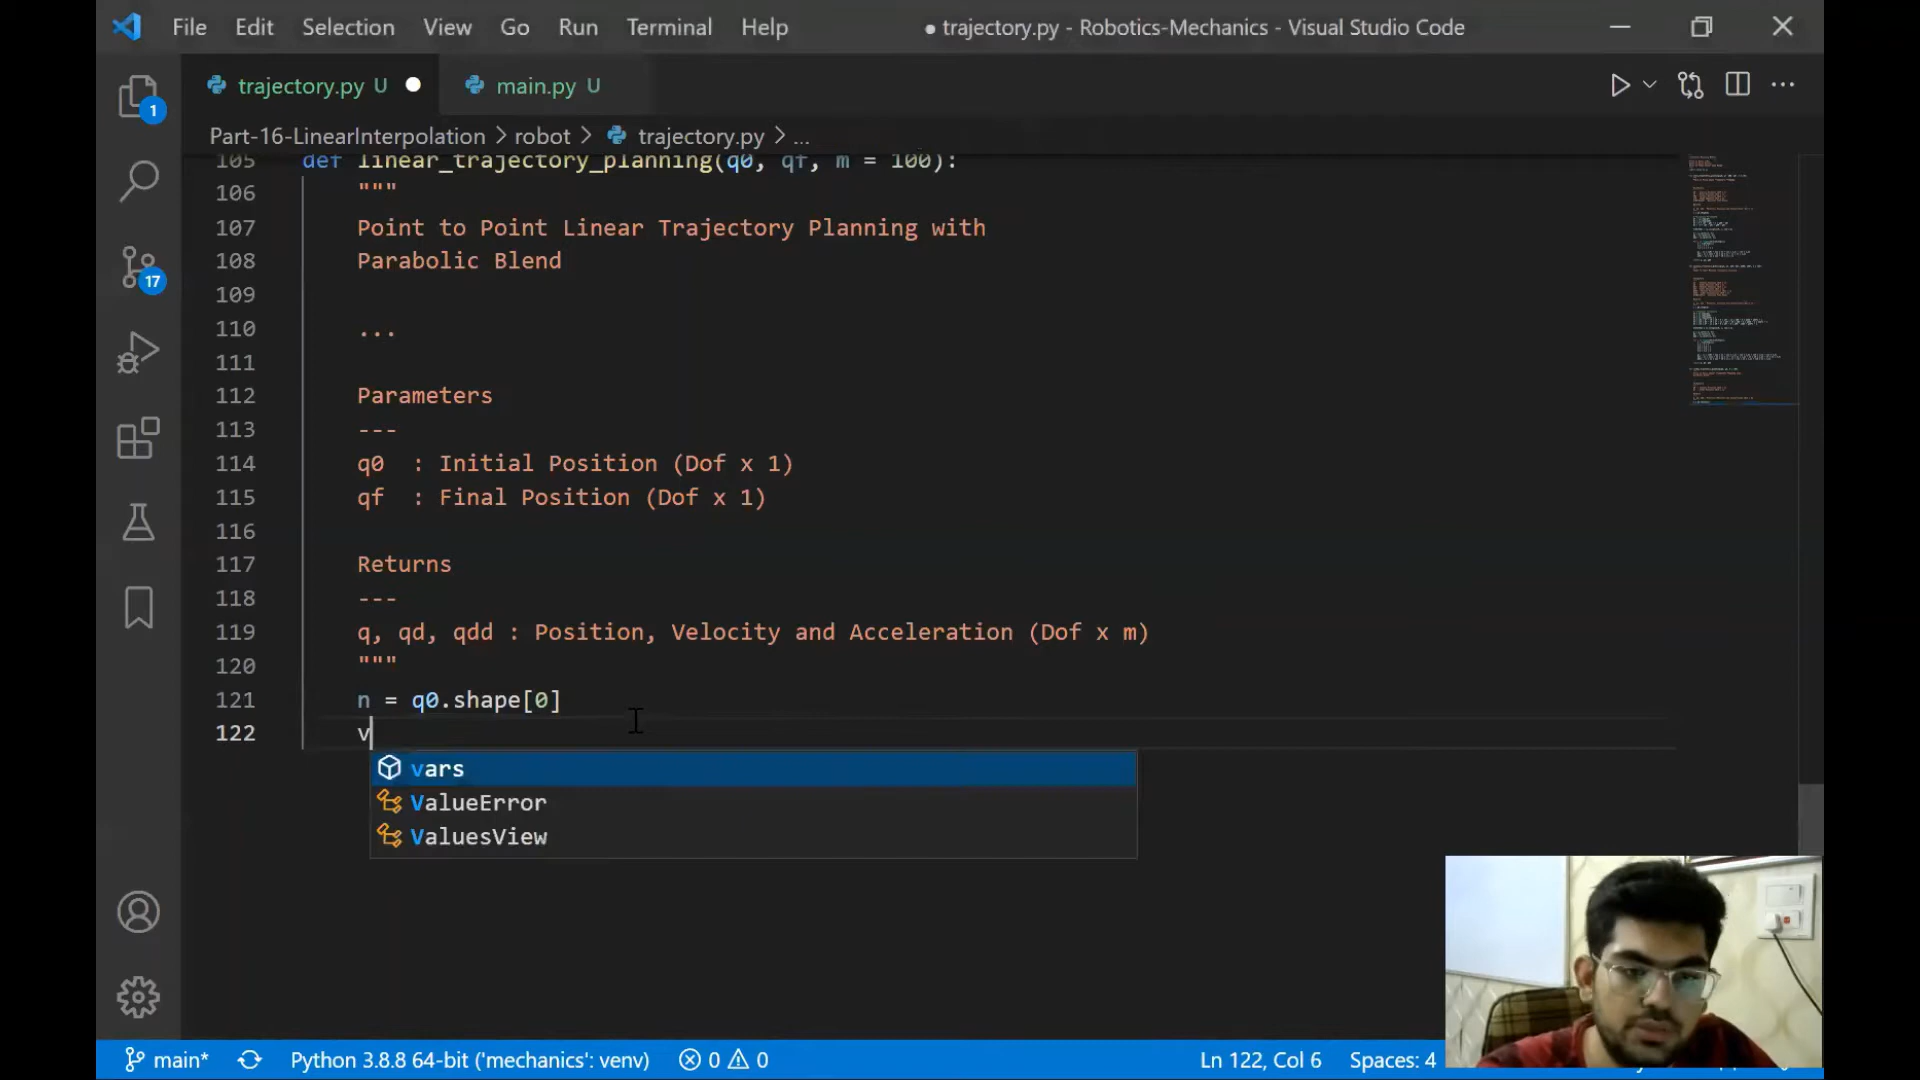 File Edit Selection View Go Run Terminal Help
● trajectory.py - Robotics-Mechanics - Visual Studio Code
trajectory.py U ●
main.py U
Part-16-LinearInterpolation > robot > trajectory.py > ...
105 def linear_trajectory_planning(q0, qf, m = 100):
106 """
107 Point to Point Linear Trajectory Planning with
108 Parabolic Blend
109
110 ...
111
112 Parameters
113 ---
114 q0  : Initial Position (Dof x 1)
115 qf  : Final Position (Dof x 1)
116
117 Returns
118 ---
119 q, qd, qdd : Position, Velocity and Acceleration (Dof x m)
120 """
121 n = q0.shape[0]
122 v
vars
ValueError
ValuesView
1
17
main* Python 3.8.8 64-bit ('mechanics': venv) 0 0 Ln 122, Col 6 Spaces: 4